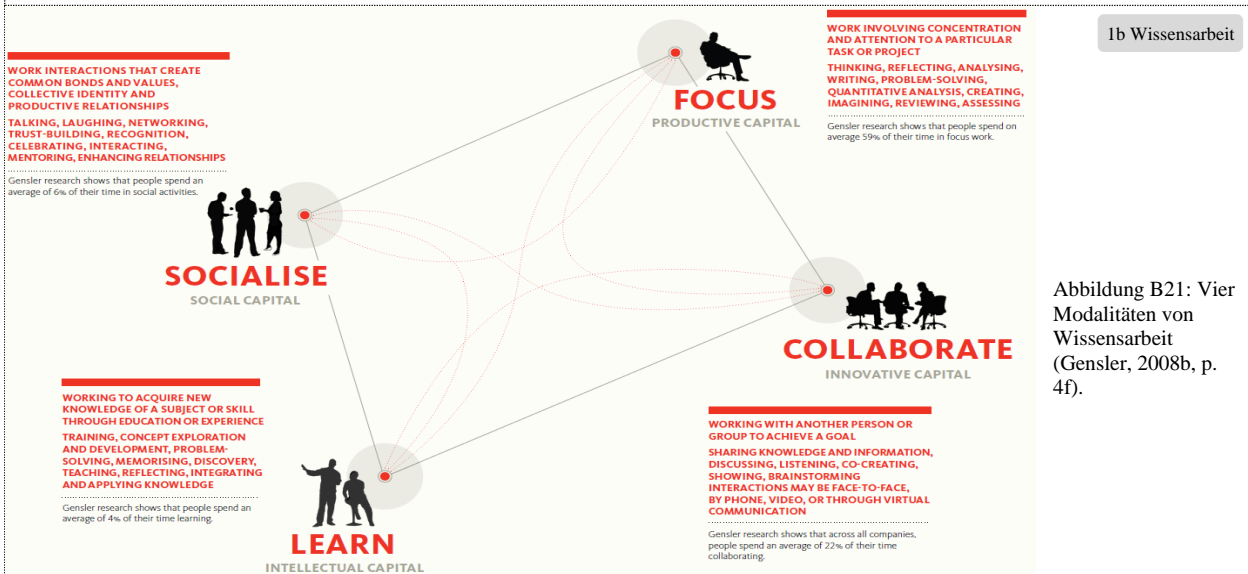 1b Wissensarbeit
WORK INTERACTIONS THAT CREATE
COMMON BONDS AND VALUES,
COLLECTIVE IDENTITY AND
PRODUCTIVE RELATIONSHIPS
TALKING, LAUGHING, NETWORKING,
TRUST-BUILDING, RECOGNITION,
CELEBRATING, INTERACTING,
MENTORING, ENHANCING RELATIONSHIPS
Gensler research shows that people spend an
average of 6% of their time in social activities.
SOCIALISE
SOCIAL CAPITAL
FOCUS
PRODUCTIVE CAPITAL
WORK INVOLVING CONCENTRATION
AND ATTENTION TO A PARTICULAR
TASK OR PROJECT
THINKING, REFLECTING, ANALYSING,
WRITING, PROBLEM-SOLVING,
QUANTITATIVE ANALYSIS, CREATING,
IMAGINING, REVIEWING, ASSESSING
Gensler research shows that people spend on
average 59% of their time in focus work.
COLLABORATE
INNOVATIVE CAPITAL
WORKING WITH ANOTHER PERSON OR
GROUP TO ACHIEVE A GOAL
SHARING KNOWLEDGE AND INFORMATION,
DISCUSSING, LISTENING, CO-CREATING,
SHOWING, BRAINSTORMING
INTERACTIONS MAY BE FACE-TO-FACE,
BY PHONE, VIDEO, OR THROUGH VIRTUAL
COMMUNICATION
Gensler research shows that across all companies,
people spend an average of 22% of their time
collaborating.
WORKING TO ACQUIRE NEW
KNOWLEDGE OF A SUBJECT OR SKILL
THROUGH EDUCATION OR EXPERIENCE
TRAINING, CONCEPT EXPLORATION
AND DEVELOPMENT, PROBLEM-
SOLVING, MEMORISING, DISCOVERY,
TEACHING, REFLECTING, INTEGRATING
AND APPLYING KNOWLEDGE
Gensler research shows that people spend an
average of 4% of their time learning.
LEARN
INTELLECTUAL CAPITAL
Abbildung B21: Vier
Modalitäten von
Wissensarbeit
(Gensler, 2008b, p.
4f).